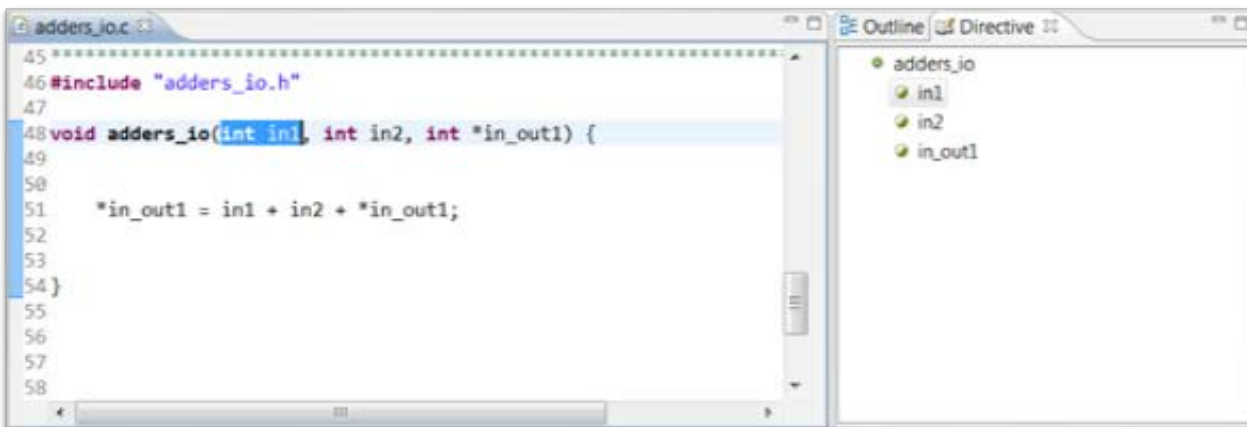 adders_io.c
45 ****************************************************************************
46 #include "adders_io.h"
47
48 void adders_io(int in1, int in2, int *in_out1) {
49
50
51     *in_out1 = in1 + in2 + *in_out1;
52
53
54 }
55
56
57
58
Outline Directive
adders_io
in1
in2
in_out1